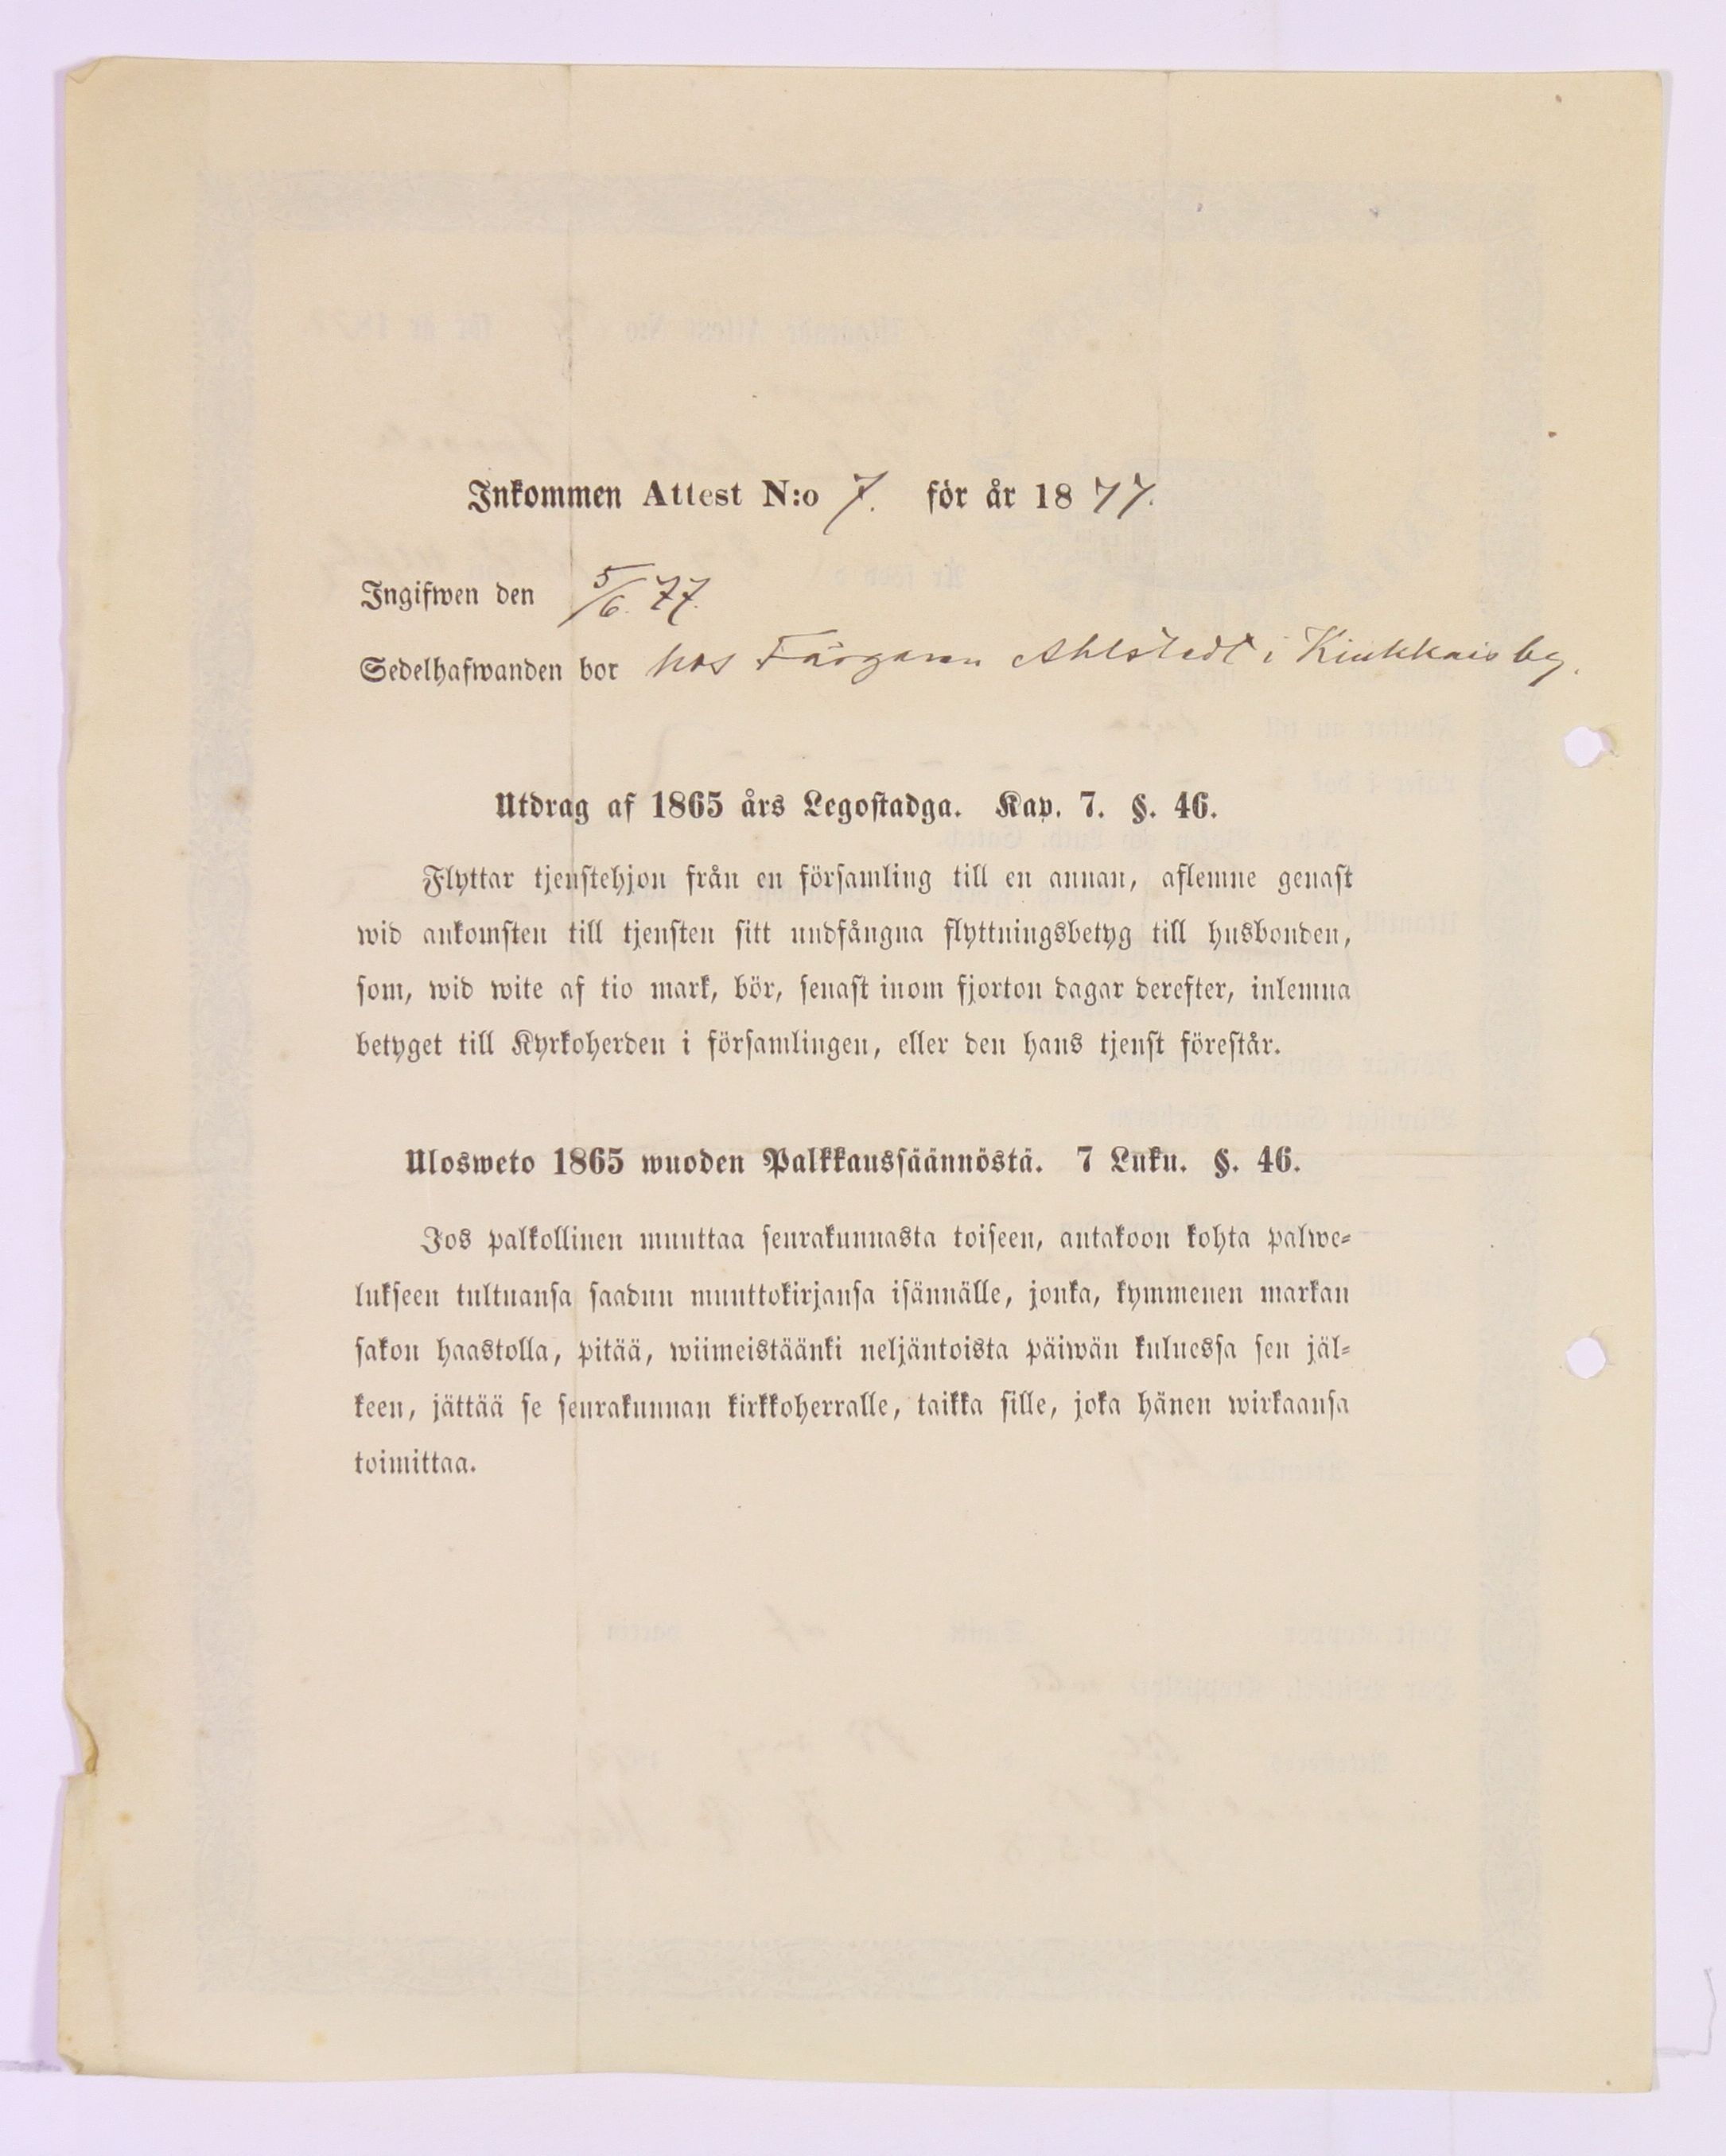 Inkommen Attest N:o 7. för år 1877.
Ingifwen den 5/6. 77.
Sedelhafwanden bor hos Färgaren Ahlstedt i Kiukkais by.
Utdrag af 1865 års Legostadga. Kap. 7. §. 46.
Flyttar tjenstehjon från en församling till en annan, aflemne genast
wid ankomsten till tjensten sitt undfångna flyttningsbetyg till husbonden,
som, wid wite af tio mark, bör, senast inom fjorton dagar derefter, inlemna
betyget till Kyrkoherden i församlingen, eller den hans tjenst förestår.
Ulosweto 1865 wuoden Palkkaussäännöstä. 7 Luku. §. 46.
Jos palkollinen muuttaa seurakunnasta toiseen, antakoon kohta palwe-
lukseen tultuansa saadun muuttokirjansa isännälle, jonka, kymmenen markan
sakon haastolla, pitää, wiimeistäänki neljäntoista päiwän kuluessa sen jäl-
keen, jättää se seurakunnan kirkkoherralle, taikka sille, joka hänen wirkaansa
toimittaa.